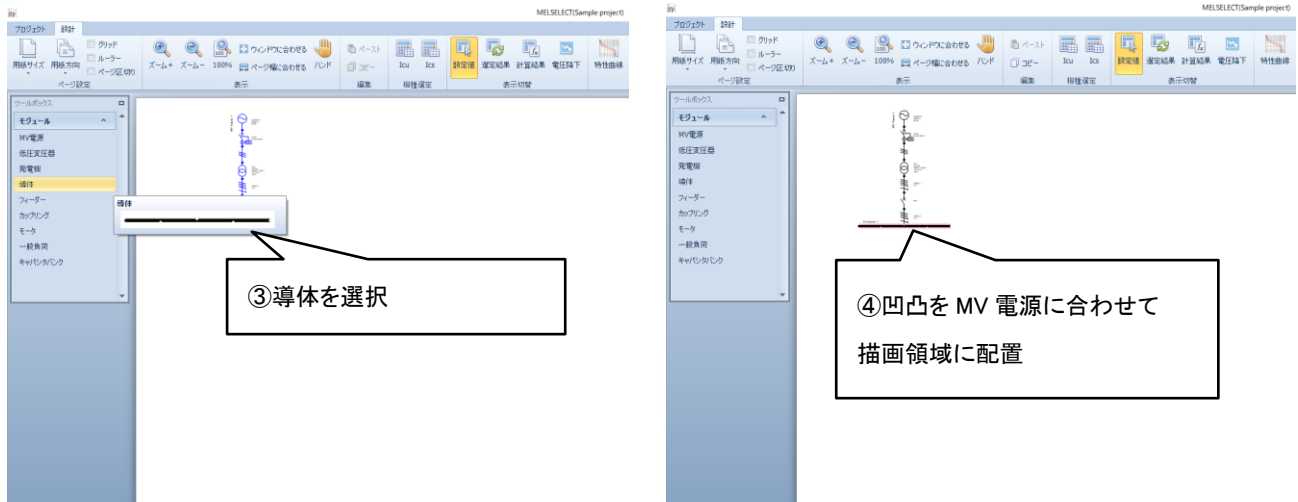 MELSELECT(Sample project)
プロジェクト 設計
用紙サイズ 用紙方向 グリッド ルーラー ページ区切り
ズーム+ ズーム- 100% ウィンドウに合わせる ページ幅に合わせる ハンド
ペースト コピー Icu Ics 設定値 選定結果 計算結果 電圧降下 特性曲線
ページ設定 表示 編集 機種選定 表示切替
ツールボックス
モジュール
MV電源
低圧変圧器
発電機
導体
フィーダー
カップリング
モータ
一般負荷
キャパシタバンク
導体
③導体を選択
MELSELECT(Sample project)
プロジェクト 設計
用紙サイズ 用紙方向 グリッド ルーラー ページ区切り
ズーム+ ズーム- 100% ウィンドウに合わせる ページ幅に合わせる ハンド
ペースト コピー Icu Ics 設定値 選定結果 計算結果 電圧降下 特性曲線
ページ設定 表示 編集 機種選定 表示切替
ツールボックス
モジュール
MV電源
低圧変圧器
発電機
導体
フィーダー
カップリング
モータ
一般負荷
キャパシタバンク
④凹凸を MV 電源に合わせて
描画領域に配置